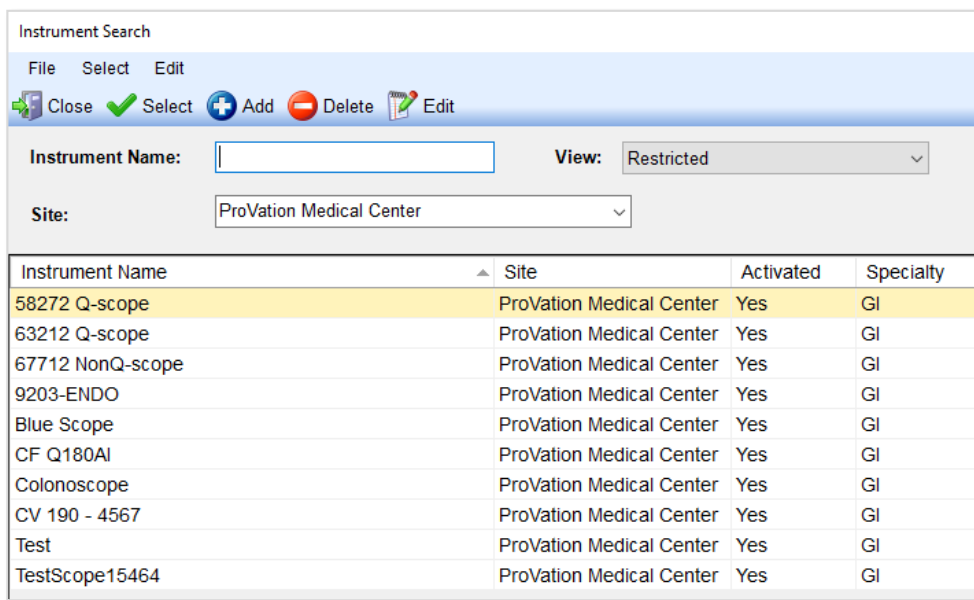 Instrument Search
File Select Edit
Close Select Add Delete Edit
Instrument Name: View: Restricted
Site: ProVation Medical Center
Instrument Name Site Activated Specialty
58272 Q-scope ProVation Medical Center Yes GI
63212 Q-scope ProVation Medical Center Yes GI
67712 NonQ-scope ProVation Medical Center Yes GI
9203-ENDO ProVation Medical Center Yes GI
Blue Scope ProVation Medical Center Yes GI
CF Q180AI ProVation Medical Center Yes GI
Colonoscope ProVation Medical Center Yes GI
CV 190 - 4567 ProVation Medical Center Yes GI
Test ProVation Medical Center Yes GI
TestScope15464 ProVation Medical Center Yes GI